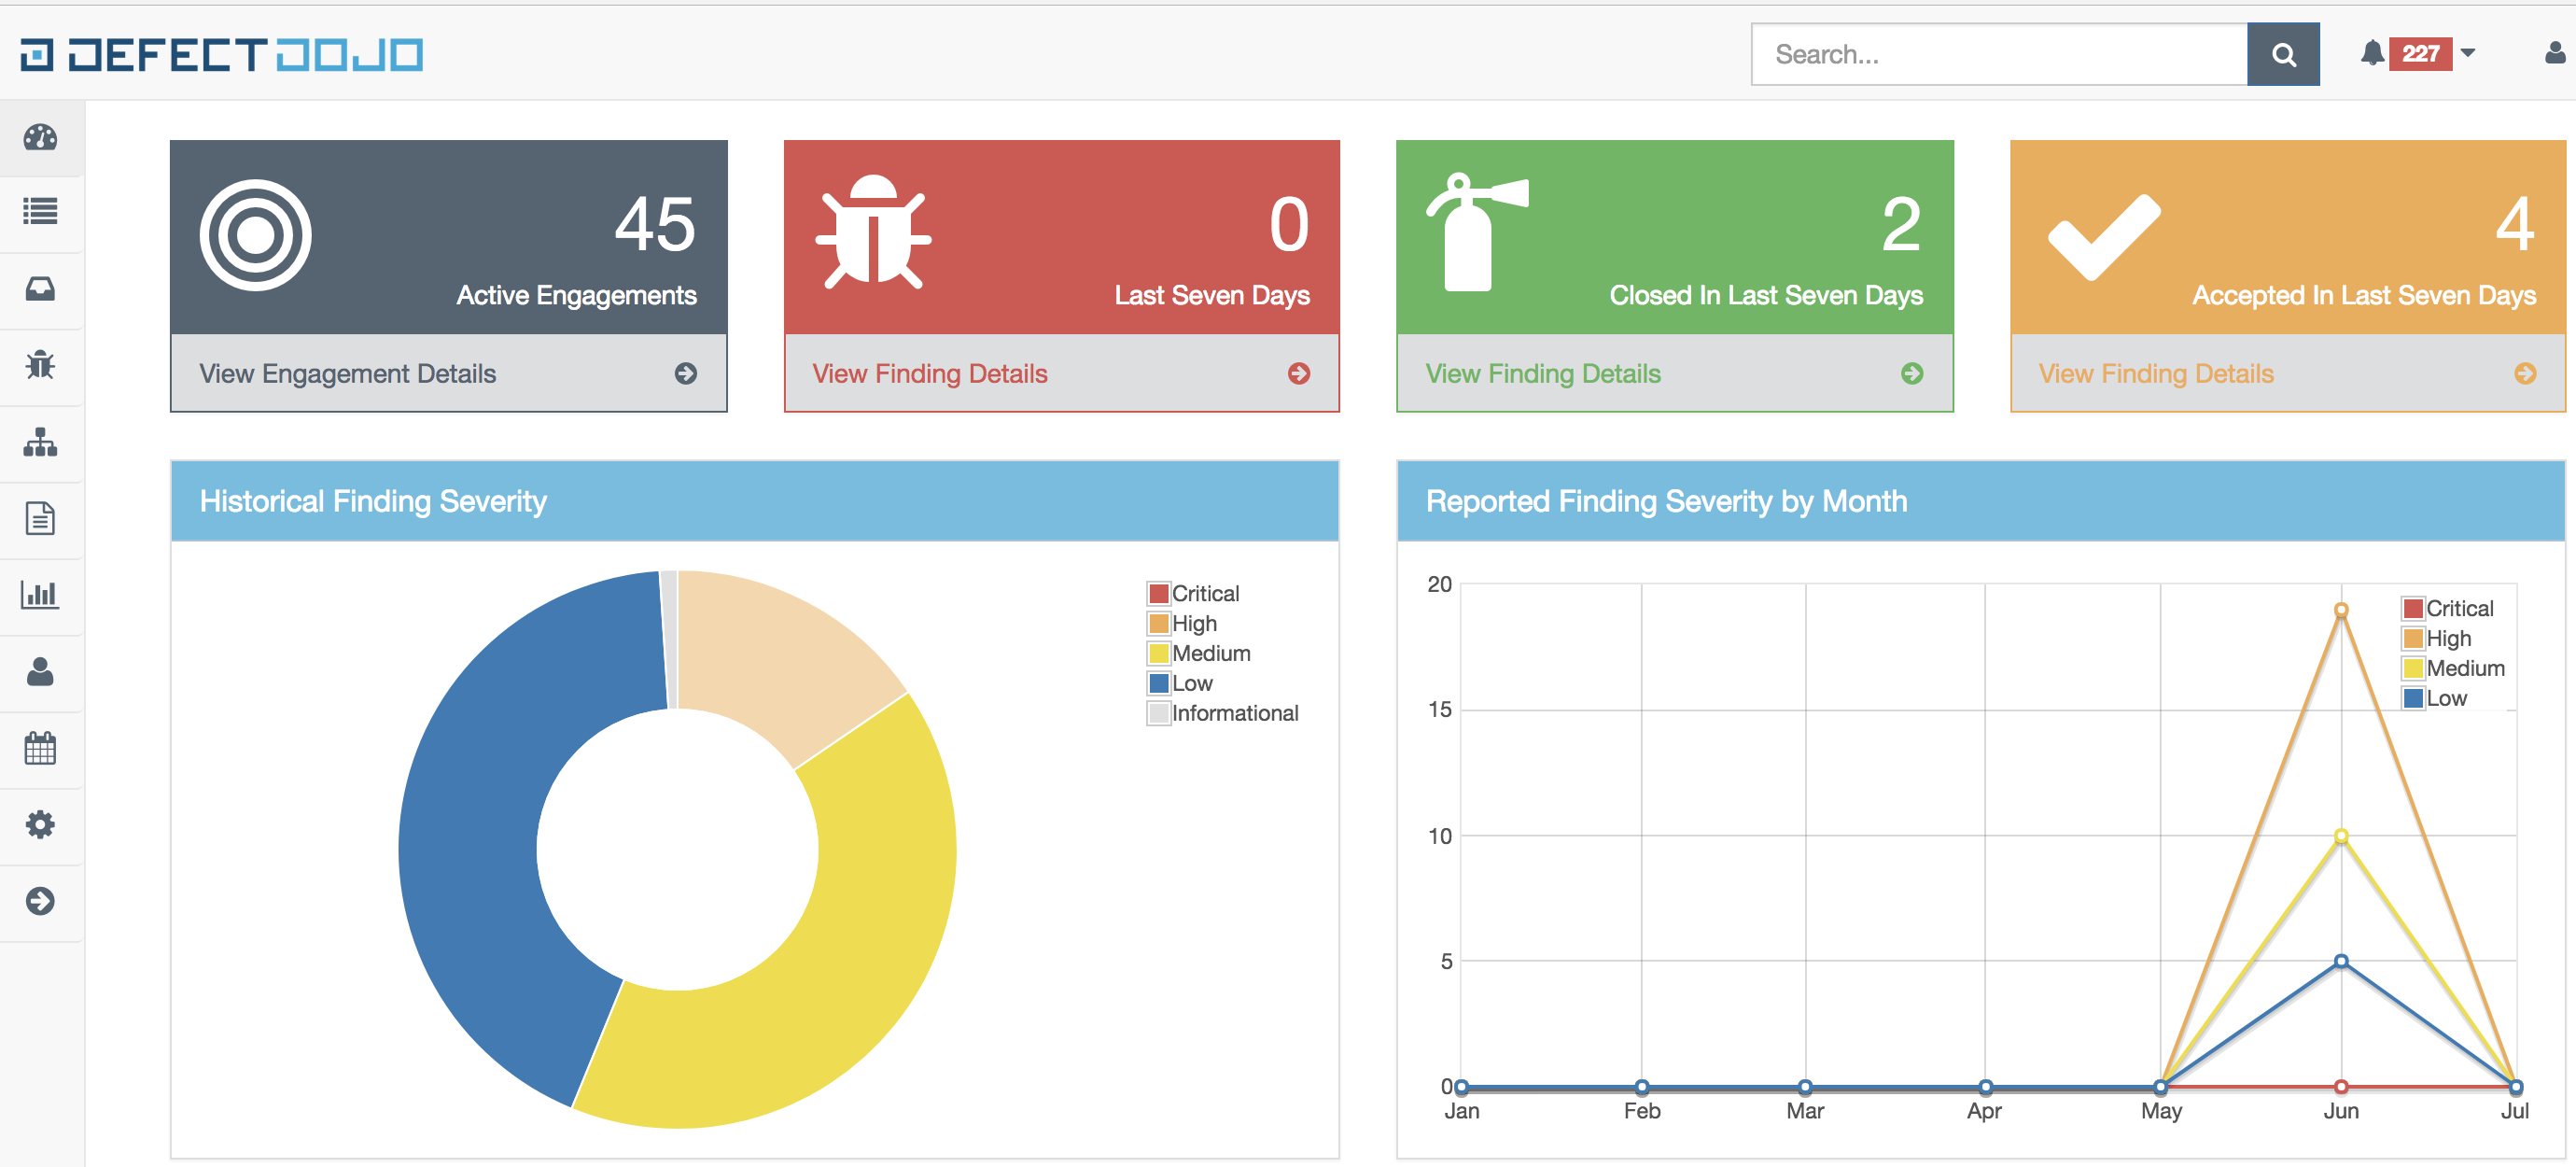 DEFECTDOJO
Search...
227
45
Active Engagements
View Engagement Details
0
Last Seven Days
View Finding Details
2
Closed In Last Seven Days
View Finding Details
4
Accepted In Last Seven Days
View Finding Details
Historical Finding Severity
Critical
High
Medium
Low
Informational
Reported Finding Severity by Month
20
15
10
5
0
Critical
High
Medium
Low
Jan
Feb
Mar
Apr
May
Jun
Jul